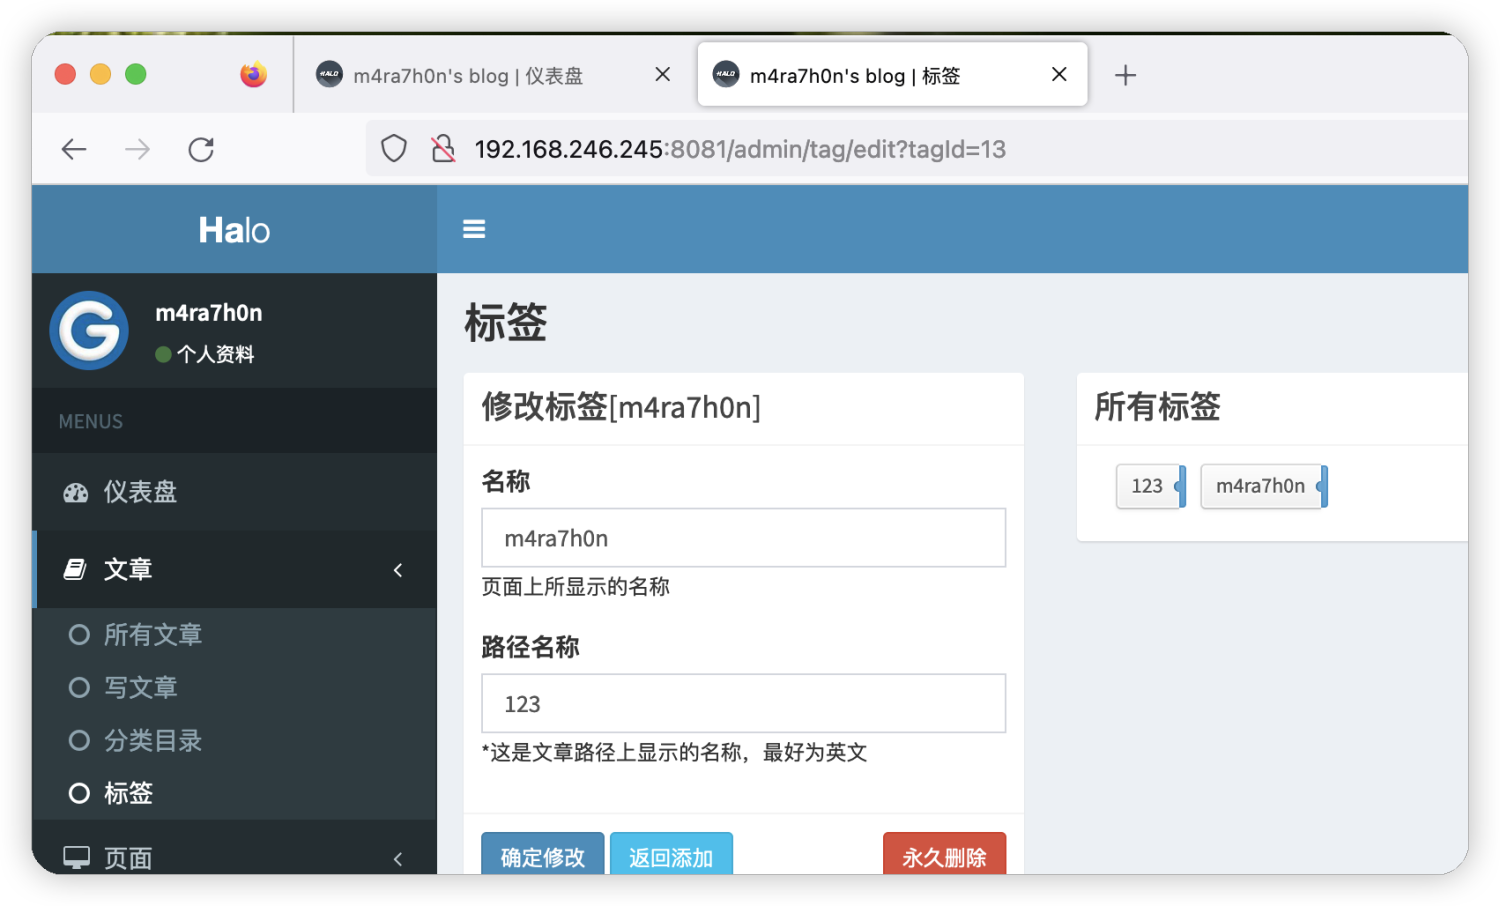 m4ra7h0n's blog | 仪表盘
m4ra7h0n's blog | 标签
192.168.246.245:8081/admin/tag/edit?tagId=13
Halo
m4ra7h0n
个人资料
MENUS
仪表盘
文章
所有文章
写文章
分类目录
标签
页面
标签
修改标签[m4ra7h0n]
名称
m4ra7h0n
页面上所显示的名称
路径名称
123
*这是文章路径上显示的名称，最好为英文
确定修改 返回添加 永久删除
所有标签
123 m4ra7h0n